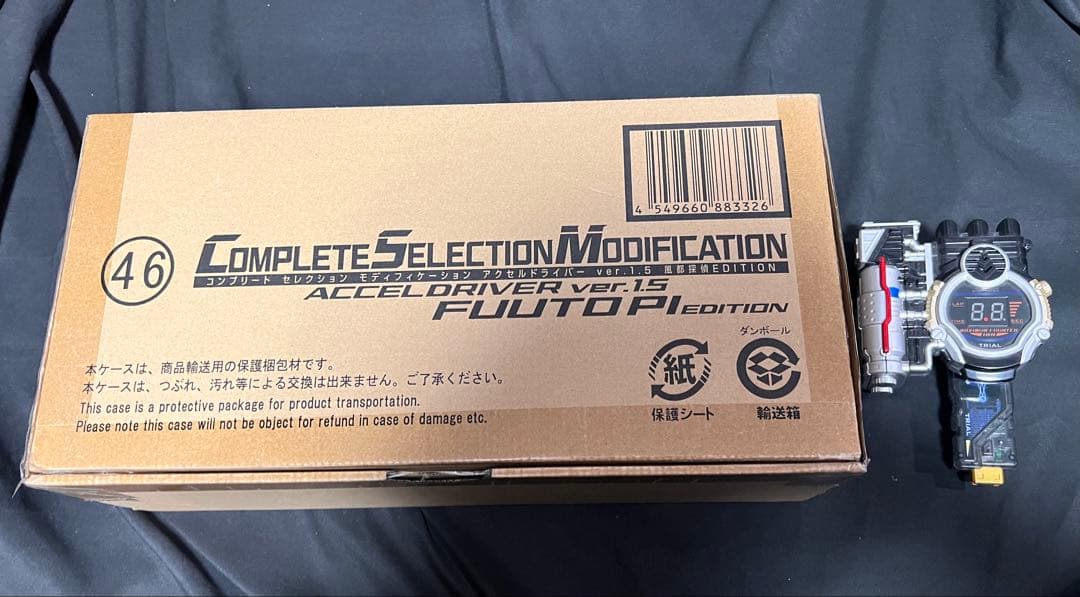 4 549660 883326
46
COMPLETE SELECTION MODIFICATION
コンプリート セレクション モディフィケーション アクセルドライバー ver.1.5 風都探偵EDITION
ACCEL DRIVER ver.1.5
FUUTO PI EDITION
本ケースは、商品輸送用の保護梱包材です。
本ケースは、つぶれ、汚れ等による交換は出来ません。ご了承ください。
This case is a protective package for product transportation.
Please note this case will not be object for refund in case of damage etc.
紙
保護シート
ダンボール
輸送箱
LAP
8.8.
TIME
SEC
MAXIMUM COUNTER
TRIAL
TRIAL